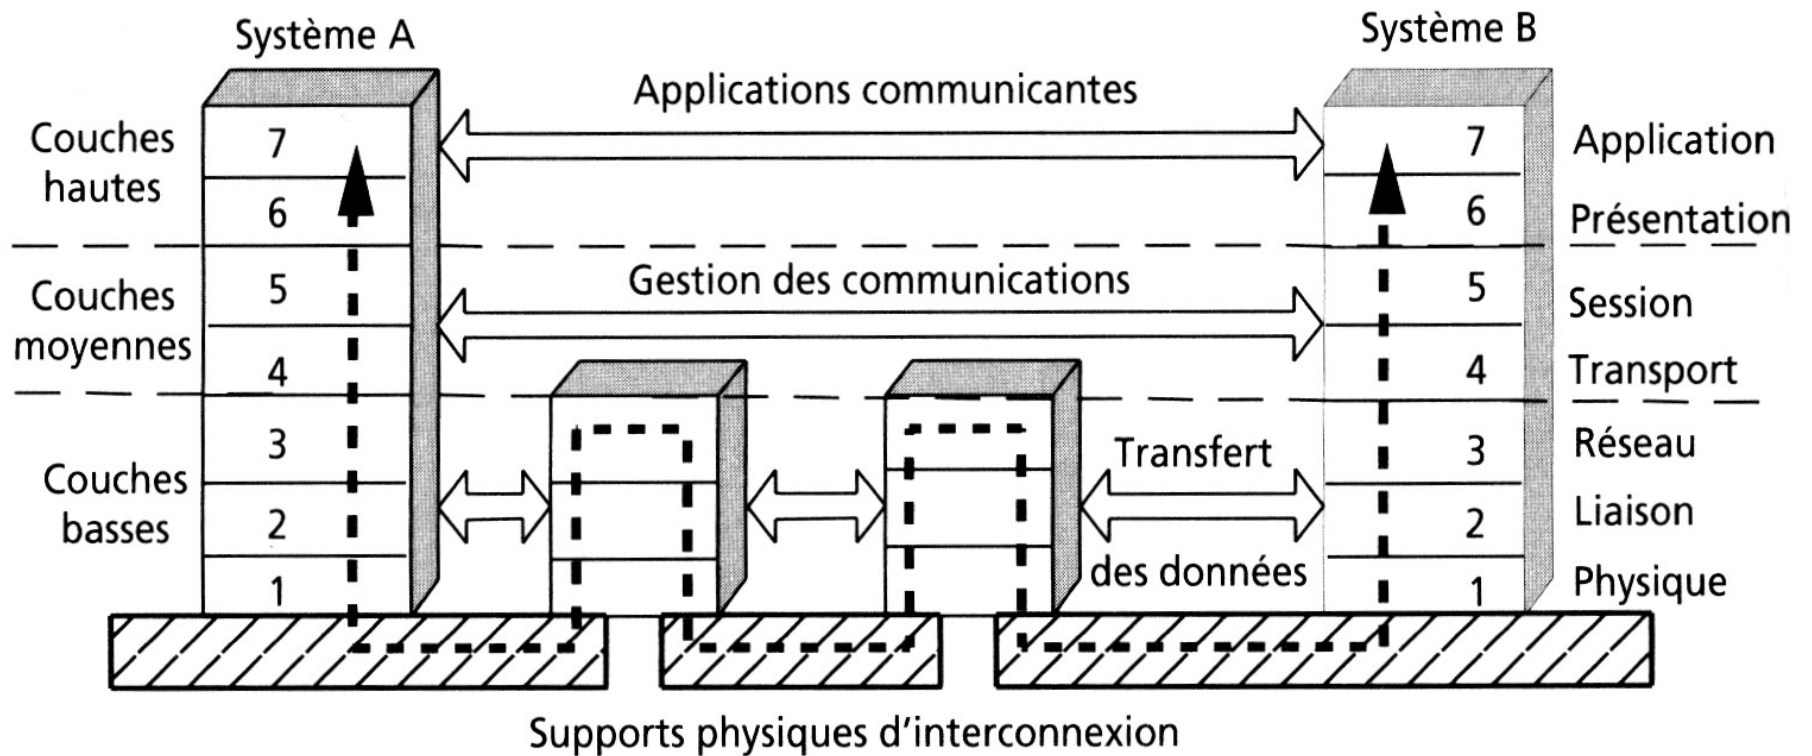 Système A
Système B
Applications communicantes
Couches
hautes
7
6
7
6
Application
Présentation
Gestion des communications
Couches
moyennes
5
4
5
4
Session
Transport
Couches
basses
3
2
1
Transfert
des données
3
2
1
Réseau
Liaison
Physique
Supports physiques d'interconnexion